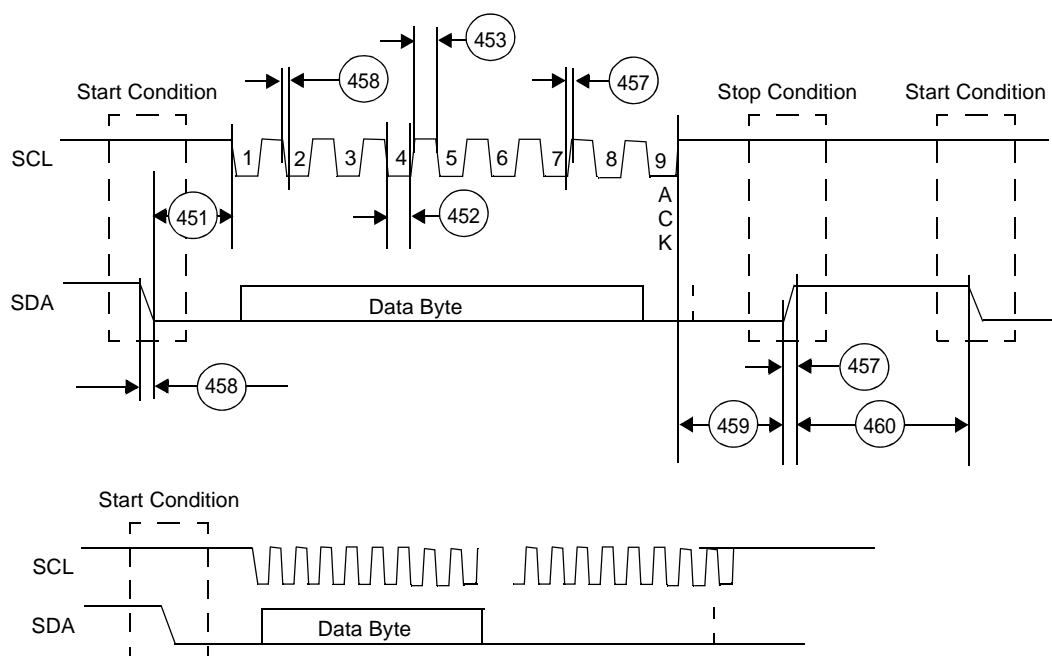 453
458
457
Start Condition
Stop Condition
Start Condition
SCL
1 2 3 4 5 6 7 8 9
A
C
K
451
452
SDA
Data Byte
458
457
459
460
Start Condition
SCL
SDA
Data Byte